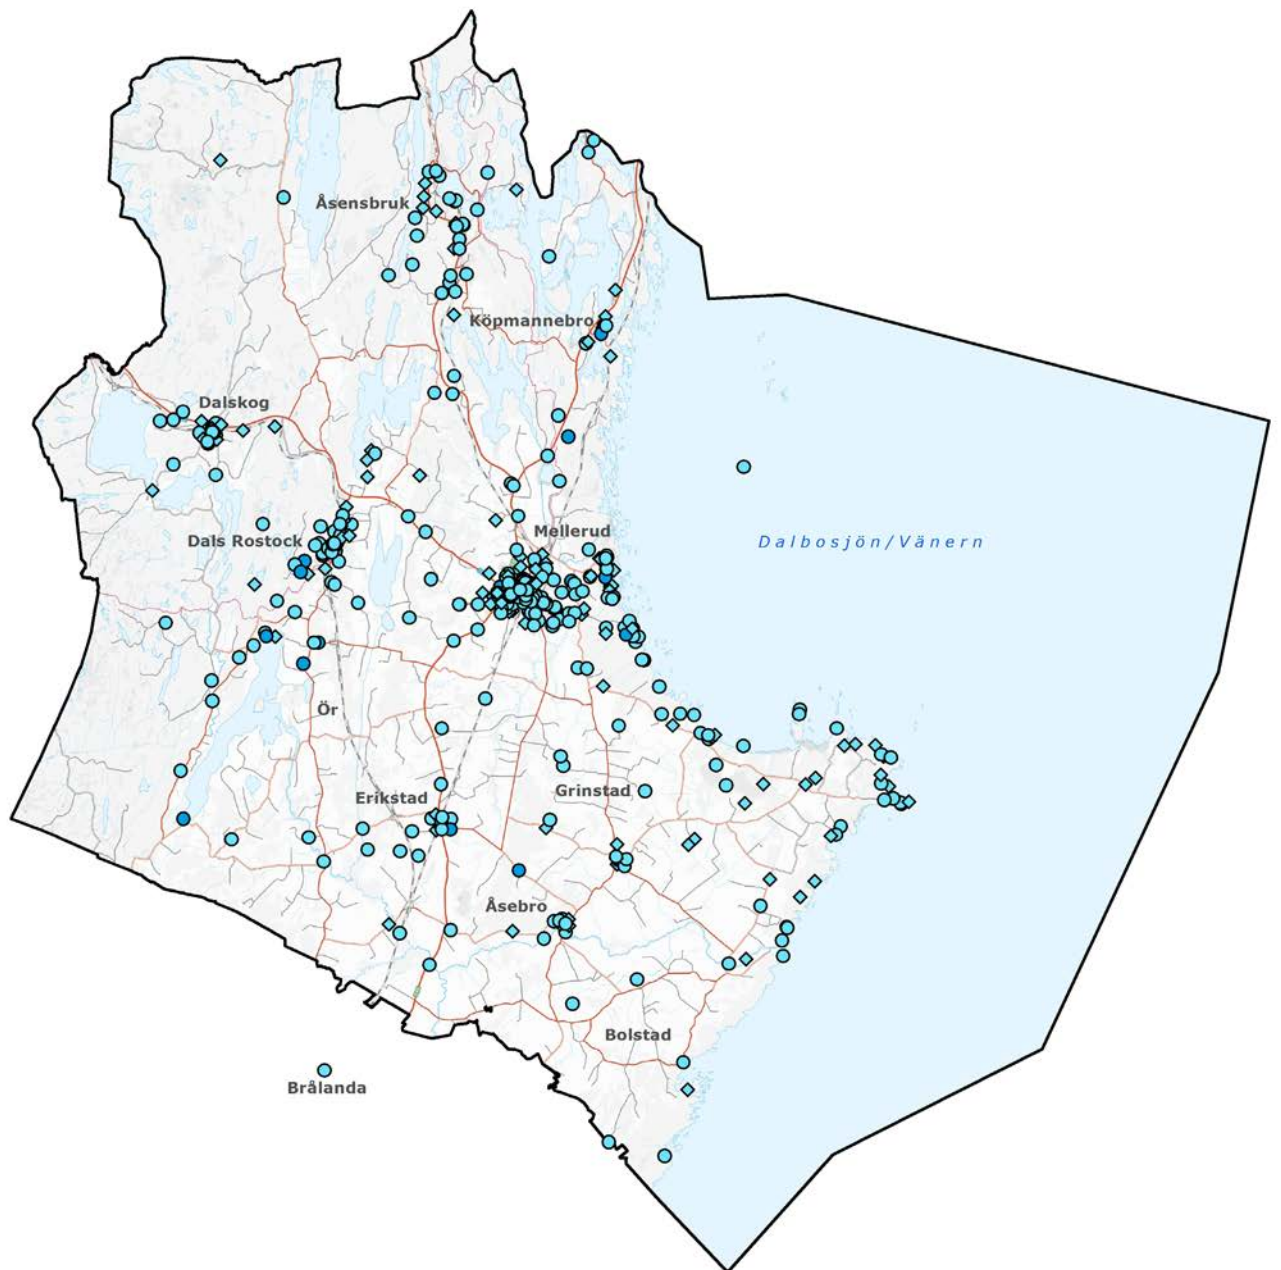 Åsensbruk
Köpmannebro
Dalskog
Mellerud
Dals Rostock
Dalbosjön/Vänern
Ör
Erikstad
Grinstad
Åsebro
Bolstad
Brålanda